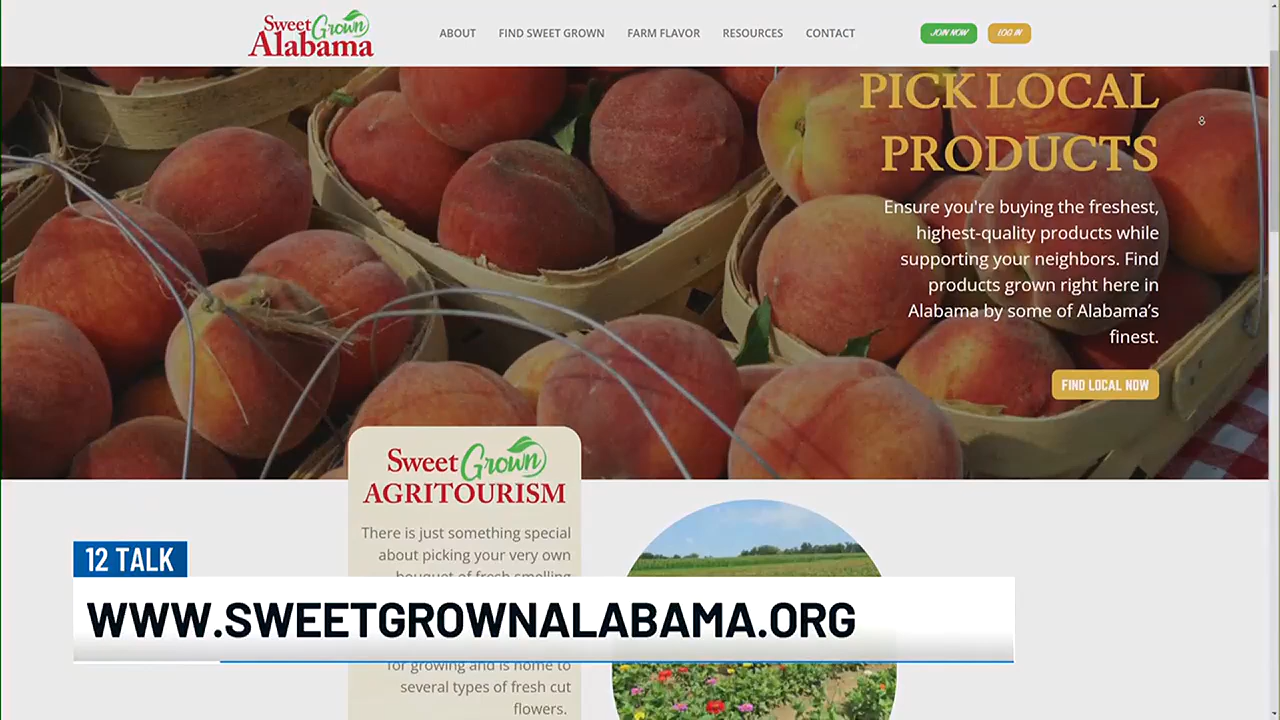 Sweet Grown
Alabama
ABOUT
FIND SWEET GROWN
FARM FLAVOR
RESOURCES
CONTACT
JOIN NOW
LOG IN
PICK LOCAL
PRODUCTS
Ensure you're buying the freshest,
highest-quality products while
supporting your neighbors. Find
products grown right here in
Alabama by some of Alabama’s
finest.
FIND LOCAL NOW
Sweet Grown
AGRITOURISM
There is just something special
about picking your very own
bouquet of fresh smelling
12 TALK
WWW.SWEETGROWNALABAMA.ORG
for growing and is home to
several types of fresh cut
flowers.